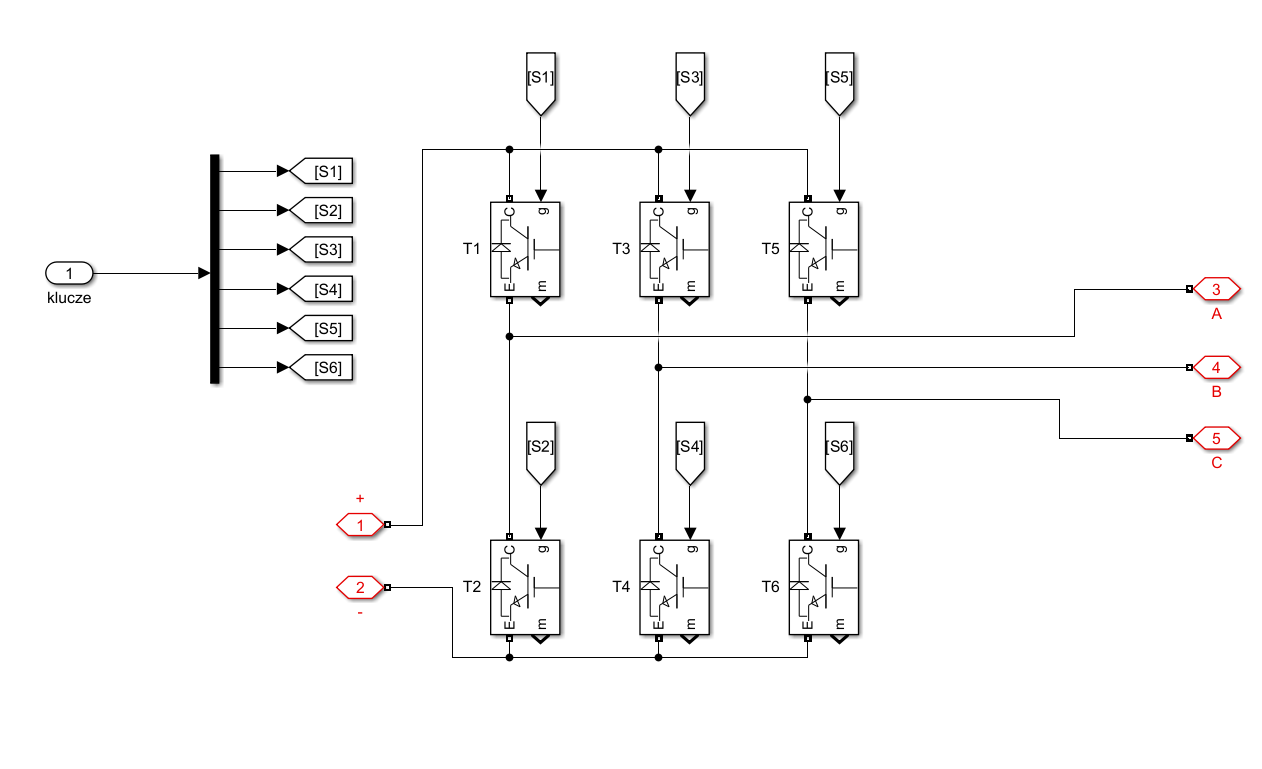 [S1]
[S3]
[S5]
[S1]
[S2]
[S3]
[S4]
[S5]
[S6]
1
klucze
C
g
T1
E
m
C
g
T3
E
m
C
g
T5
E
m
3
A
4
B
5
C
[S2]
[S4]
[S6]
+
1
2
-
C
g
T2
E
m
C
g
T4
E
m
C
g
T6
E
m